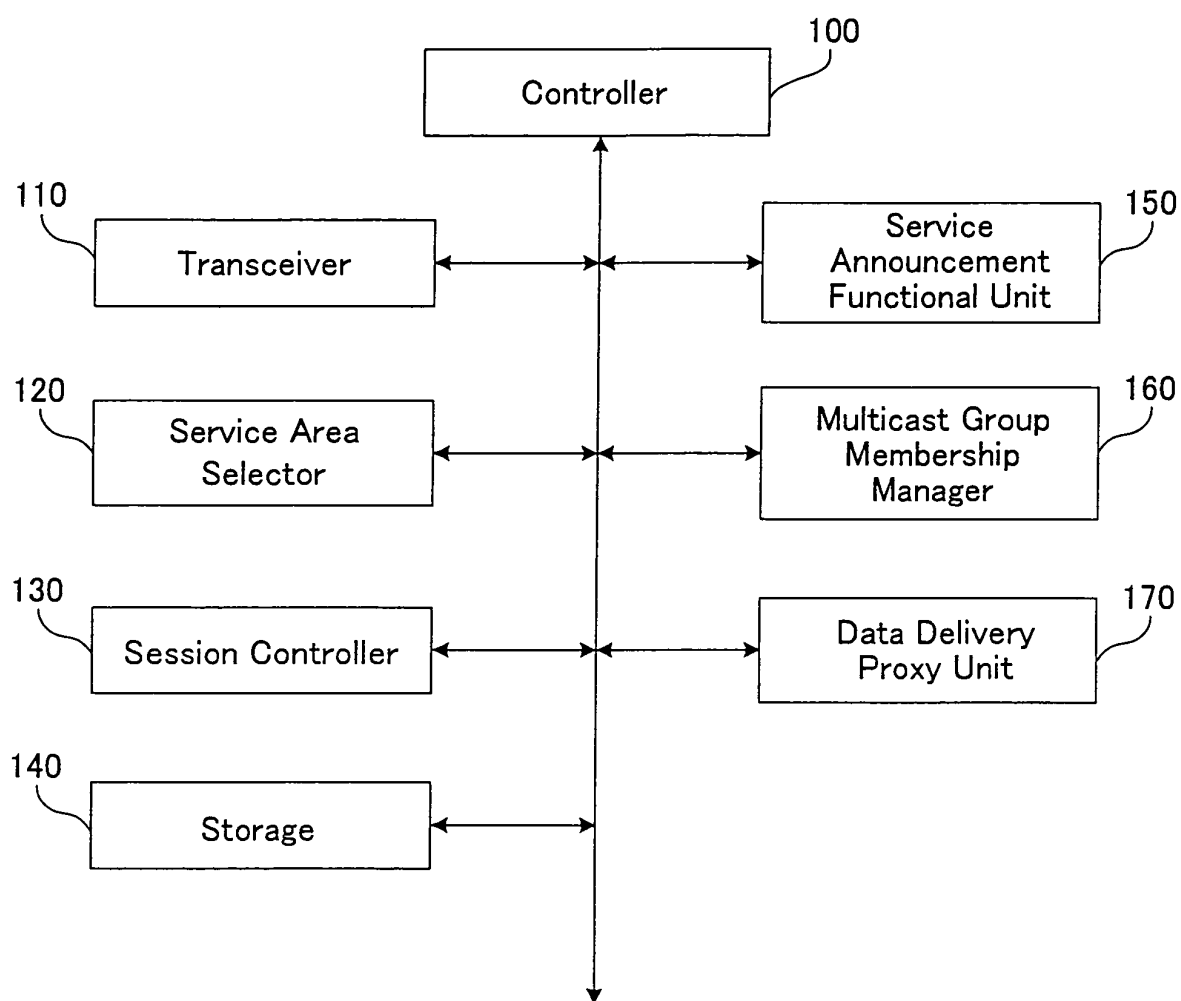 100
Controller
110
Transceiver
150
Service
Announcement
Functional Unit
120
Service Area
Selector
160
Multicast Group
Membership
Manager
130
Session Controller
170
Data Delivery
Proxy Unit
140
Storage